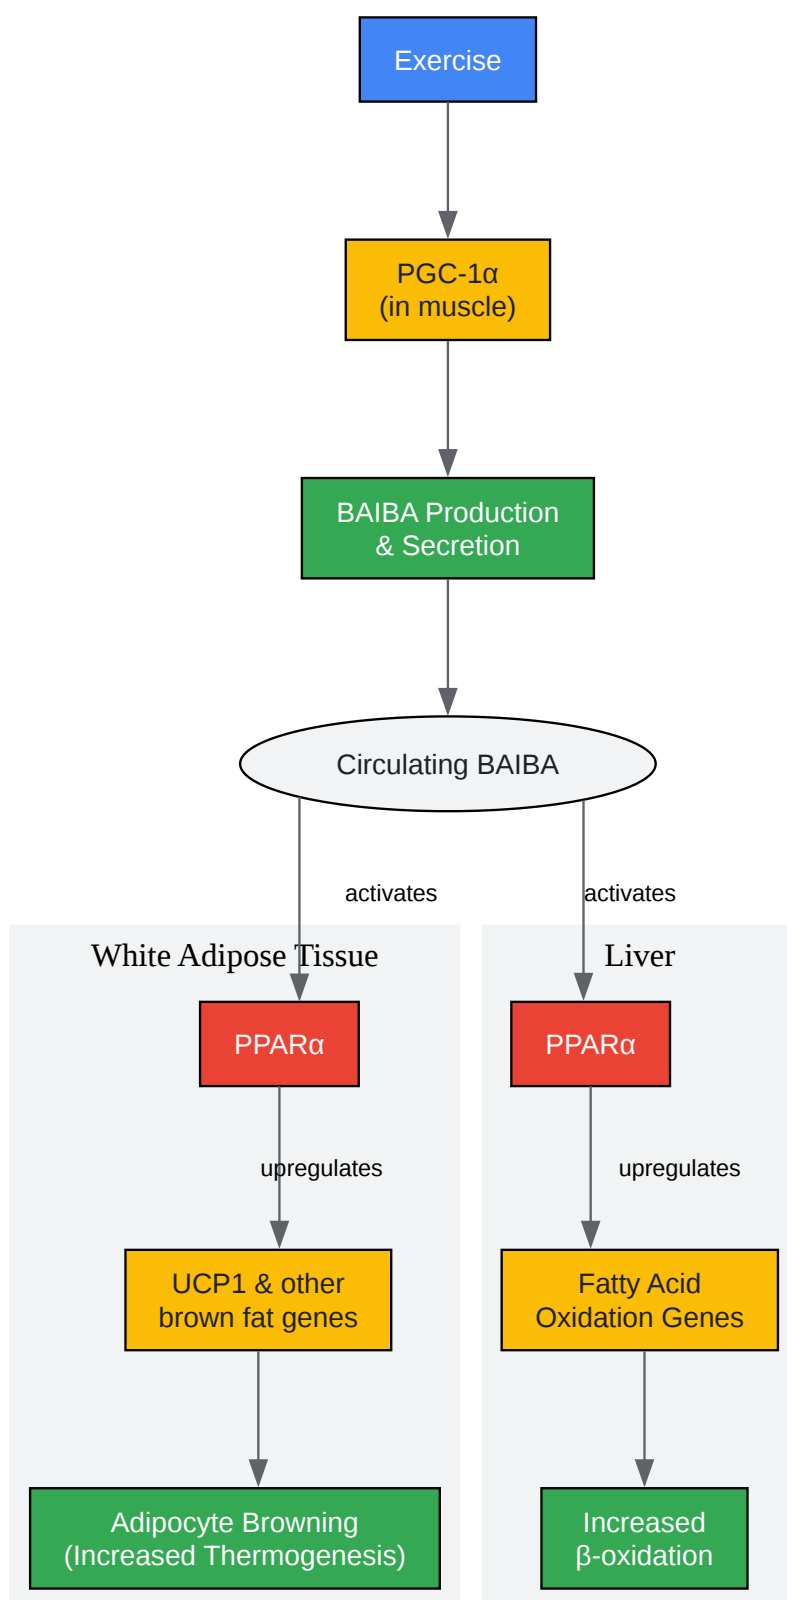 Exercise
PGC-1α
(in muscle)
BAIBA Production
& Secretion
Circulating BAIBA
activates
activates
White Adipose Tissue
Liver
PPARα
PPARα
upregulates
upregulates
UCP1 & other
brown fat genes
Fatty Acid
Oxidation Genes
Adipocyte Browning
(Increased Thermogenesis)
Increased
β-oxidation